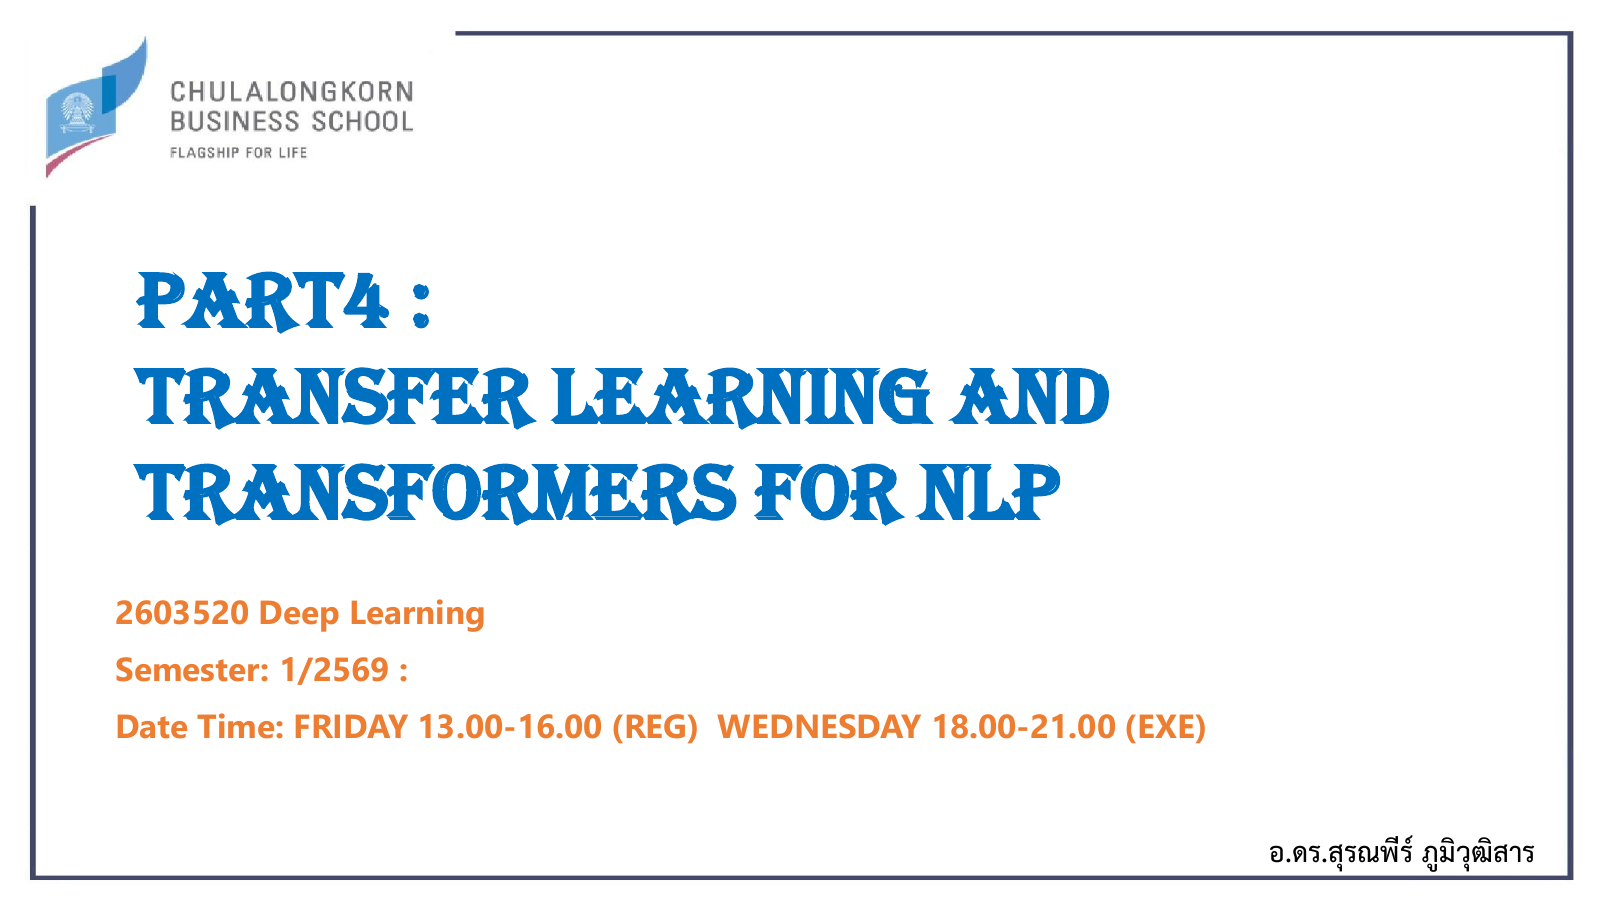 CHULALONGKORN
BUSINESS SCHOOL
FLAGSHIP FOR LIFE
PART4 :
TRANSFER LEARNING AND
TRANSFORMERS FOR NLP
2603520 Deep Learning
Semester: 1/2569 :
Date Time: FRIDAY 13.00-16.00 (REG)  WEDNESDAY 18.00-21.00 (EXE)
อ.ดร.สุรณพีร์ ภูมิวุฒิสาร